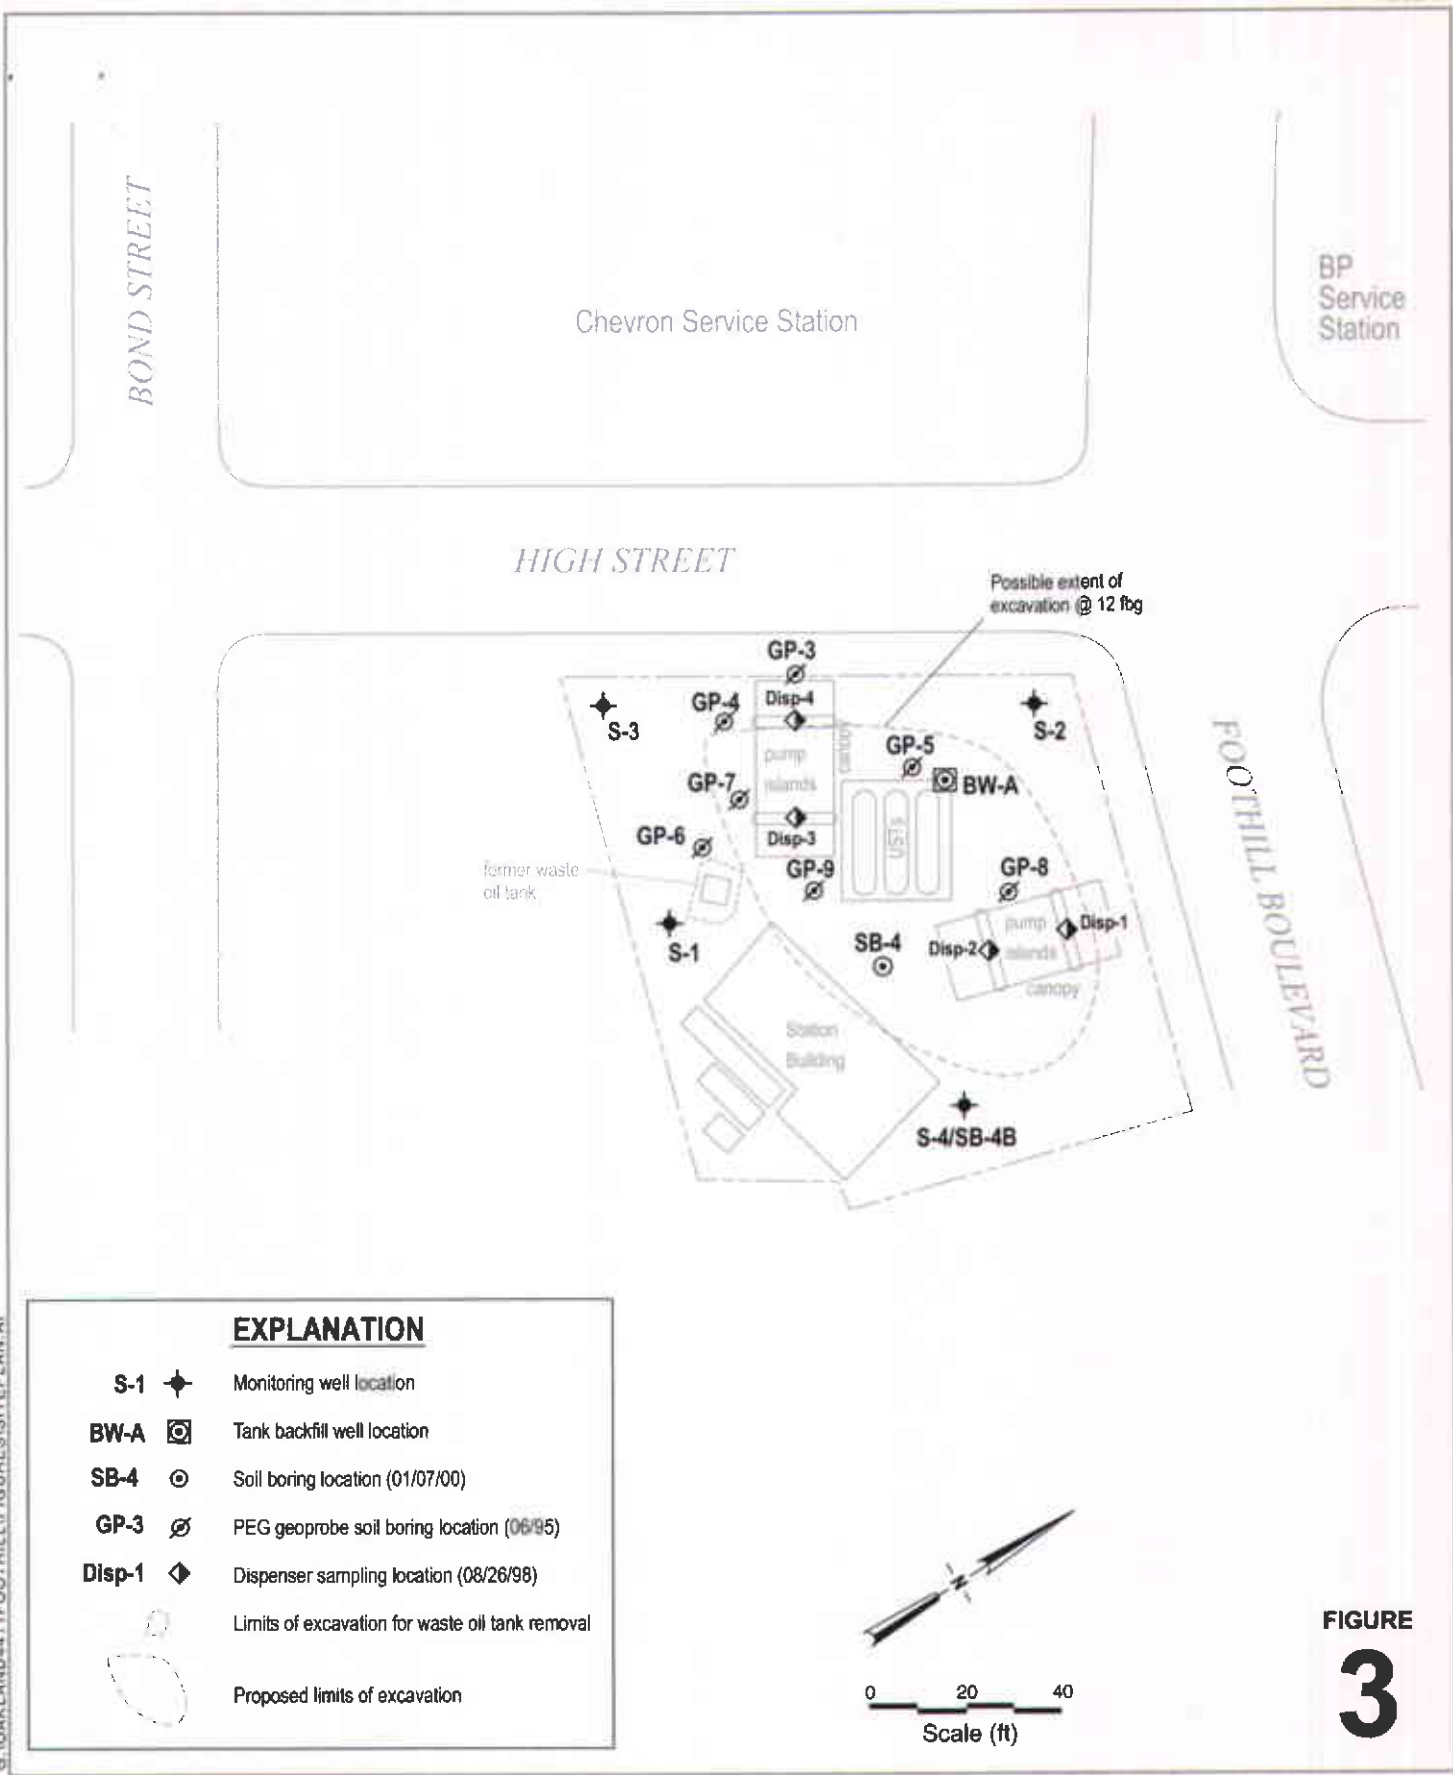 BOND STREET
Chevron Service Station
BP
Service
Station
HIGH STREET
Possible extent of
excavation @ 12 fbg
FOOTHILL BOULEVARD
GP-3
Disp-4
GP-4
S-3
S-2
canopy
pump
islands
GP-5
BW-A
GP-7
USTs
Disp-3
GP-6
former waste
oil tank
GP-9
GP-8
S-1
SB-4
Disp-2
pump
islands
Disp-1
canopy
Station
Building
S-4/SB-4B
EXPLANATION
S-1 Monitoring well location
BW-A Tank backfill well location
SB-4 Soil boring location (01/07/00)
GP-3 PEG geoprobe soil boring location (06/95)
Disp-1 Dispenser sampling location (08/26/98)
Limits of excavation for waste oil tank removal
Proposed limits of excavation
N
0 20 40
Scale (ft)
FIGURE
3